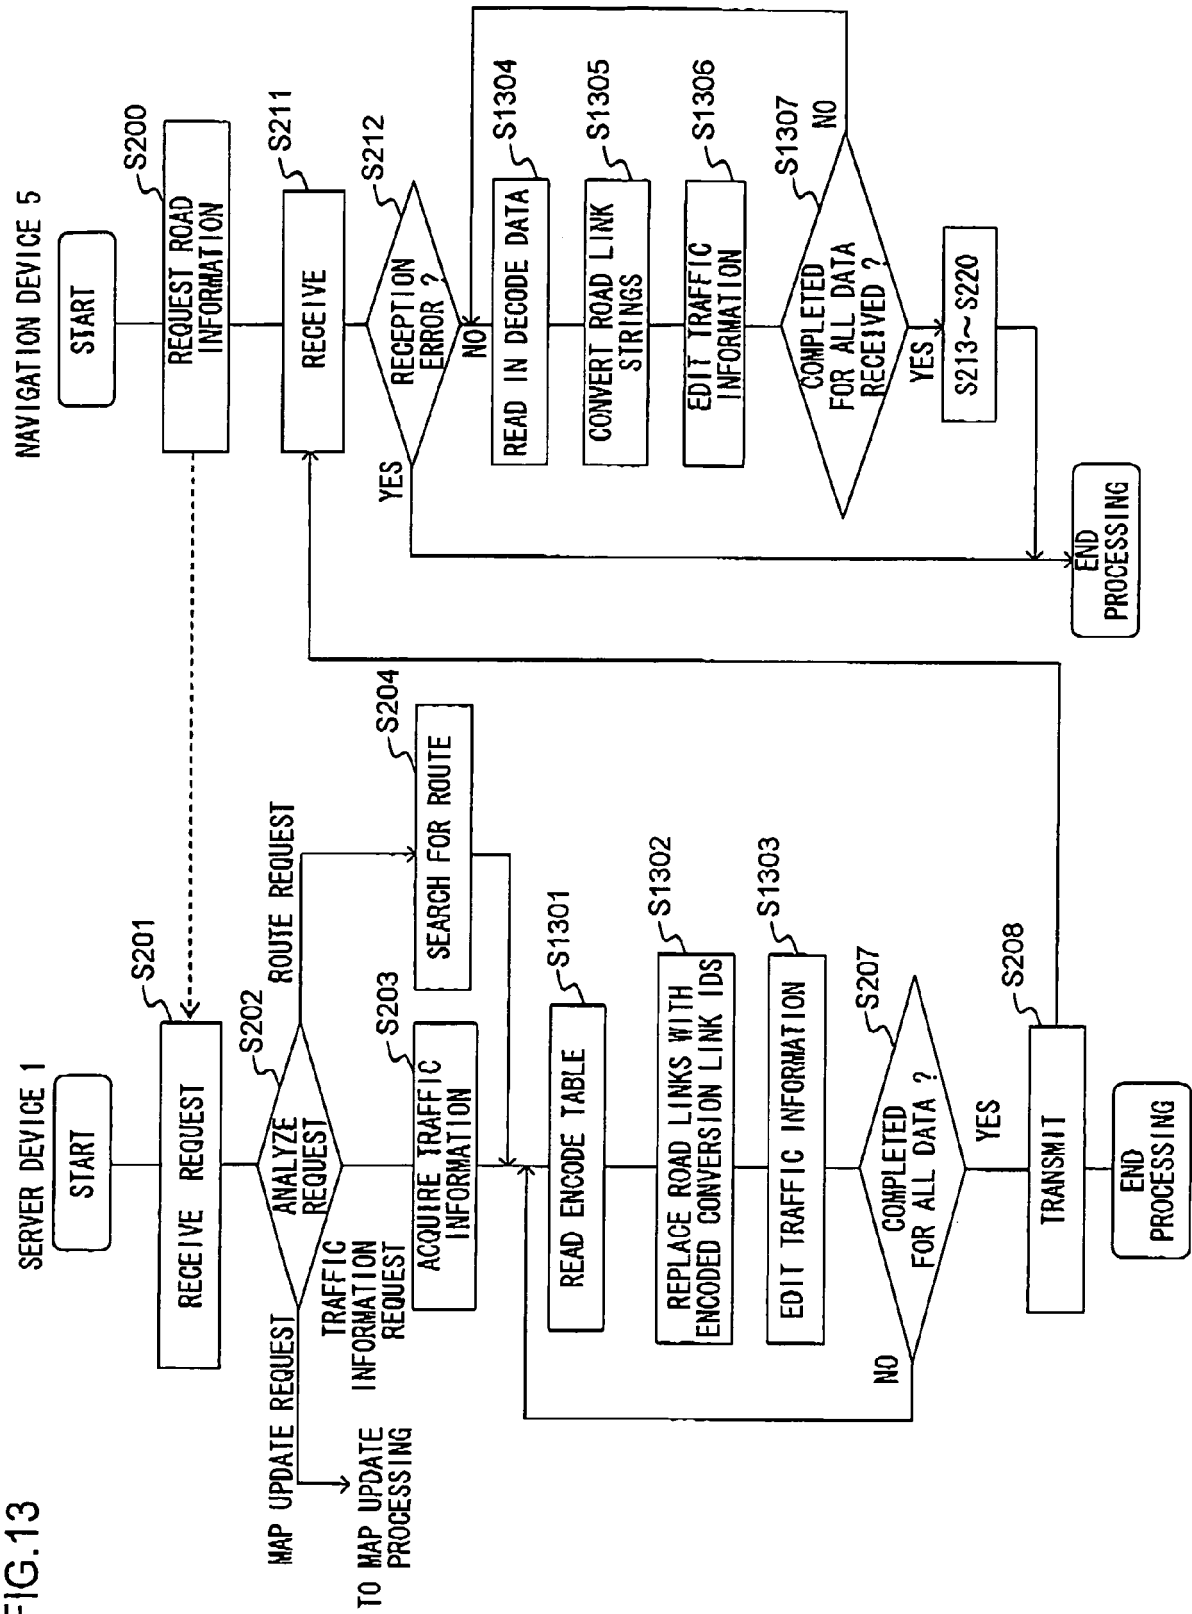 FIG.13
SERVER DEVICE 1
START
S201
RECEIVE REQUEST
S202
ANALYZE
REQUEST
MAP UPDATE REQUEST
TO MAP UPDATE
PROCESSING
TRAFFIC
INFORMATION
REQUEST
ROUTE REQUEST
S203
ACQUIRE TRAFFIC
INFORMATION
S204
SEARCH FOR ROUTE
S1301
READ ENCODE TABLE
S1302
REPLACE ROAD LINKS WITH
ENCODED CONVERSION LINK IDS
S1303
EDIT TRAFFIC INFORMATION
S207
COMPLETED
FOR ALL DATA ?
NO
YES
S208
TRANSMIT
END
PROCESSING
NAVIGATION DEVICE 5
START
S200
REQUEST ROAD
INFORMATION
S211
RECEIVE
S212
RECEPTION
ERROR ?
YES
NO
S1304
READ IN DECODE DATA
S1305
CONVERT ROAD LINK
STRINGS
S1306
EDIT TRAFFIC
INFORMATION
S1307
COMPLETED
FOR ALL DATA
RECEIVED ?
NO
YES
S213~S220
END
PROCESSING